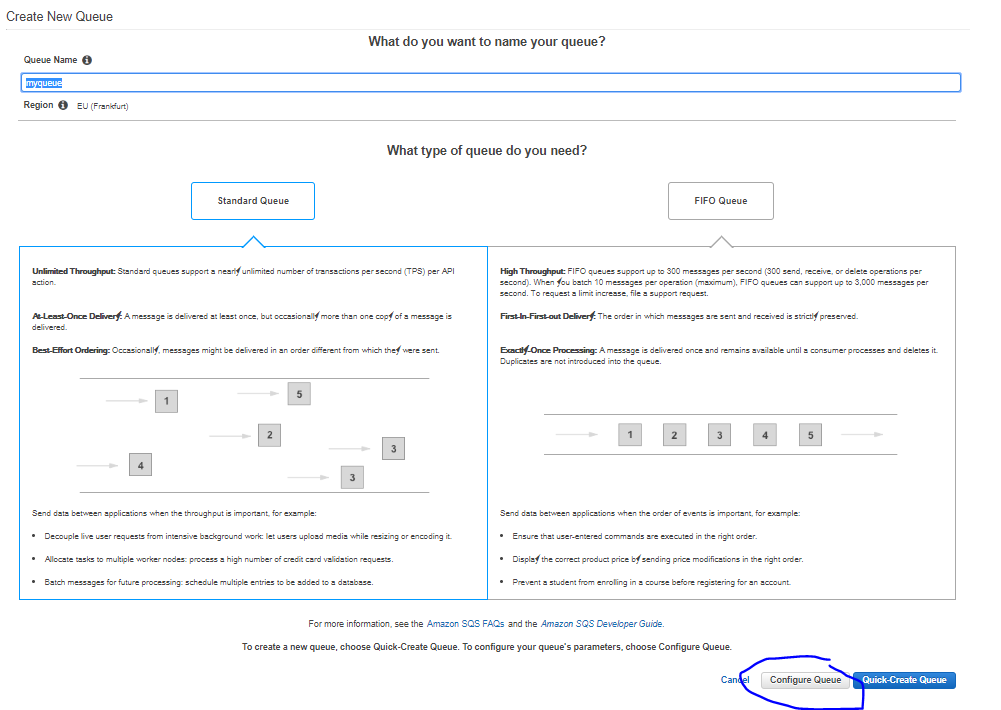 Create New Queue
What do you want to name your queue?
Queue Name
myqueue
Region EU (Frankfurt)
What type of queue do you need?
Standard Queue
FIFO Queue
Unlimited Throughput: Standard queues support a nearly unlimited number of transactions per second (TPS) per API
action.
At-Least-Once Delivery: A message is delivered at least once, but occasionally more than one copy of a message is
delivered.
Best-Effort Ordering: Occasionally, messages might be delivered in an order different from which they were sent.
1
5
2
3
4
3
Send data between applications when the throughput is important, for example:
• Decouple live user requests from intensive background work: let users upload media while resizing or encoding it.
• Allocate tasks to multiple worker nodes: process a high number of credit card validation requests.
• Batch messages for future processing: schedule multiple entries to be added to a database.
High Throughput: FIFO queues support up to 300 messages per second (300 send, receive, or delete operations per
second). When you batch 10 messages per operation (maximum), FIFO queues can support up to 3,000 messages per
second. To request a limit increase, file a support request.
First-In-First-out Delivery: The order in which messages are sent and received is strictly preserved.
Exactly-Once Processing: A message is delivered once and remains available until a consumer processes and deletes it.
Duplicates are not introduced into the queue.
1 2 3 4 5
Send data between applications when the order of events is important, for example:
• Ensure that user-entered commands are executed in the right order.
• Display the correct product price by sending price modifications in the right order.
• Prevent a student from enrolling in a course before registering for an account.
For more information, see the Amazon SQS FAQs and the Amazon SQS Developer Guide.
To create a new queue, choose Quick-Create Queue. To configure your queue's parameters, choose Configure Queue.
Cancel Configure Queue Quick-Create Queue